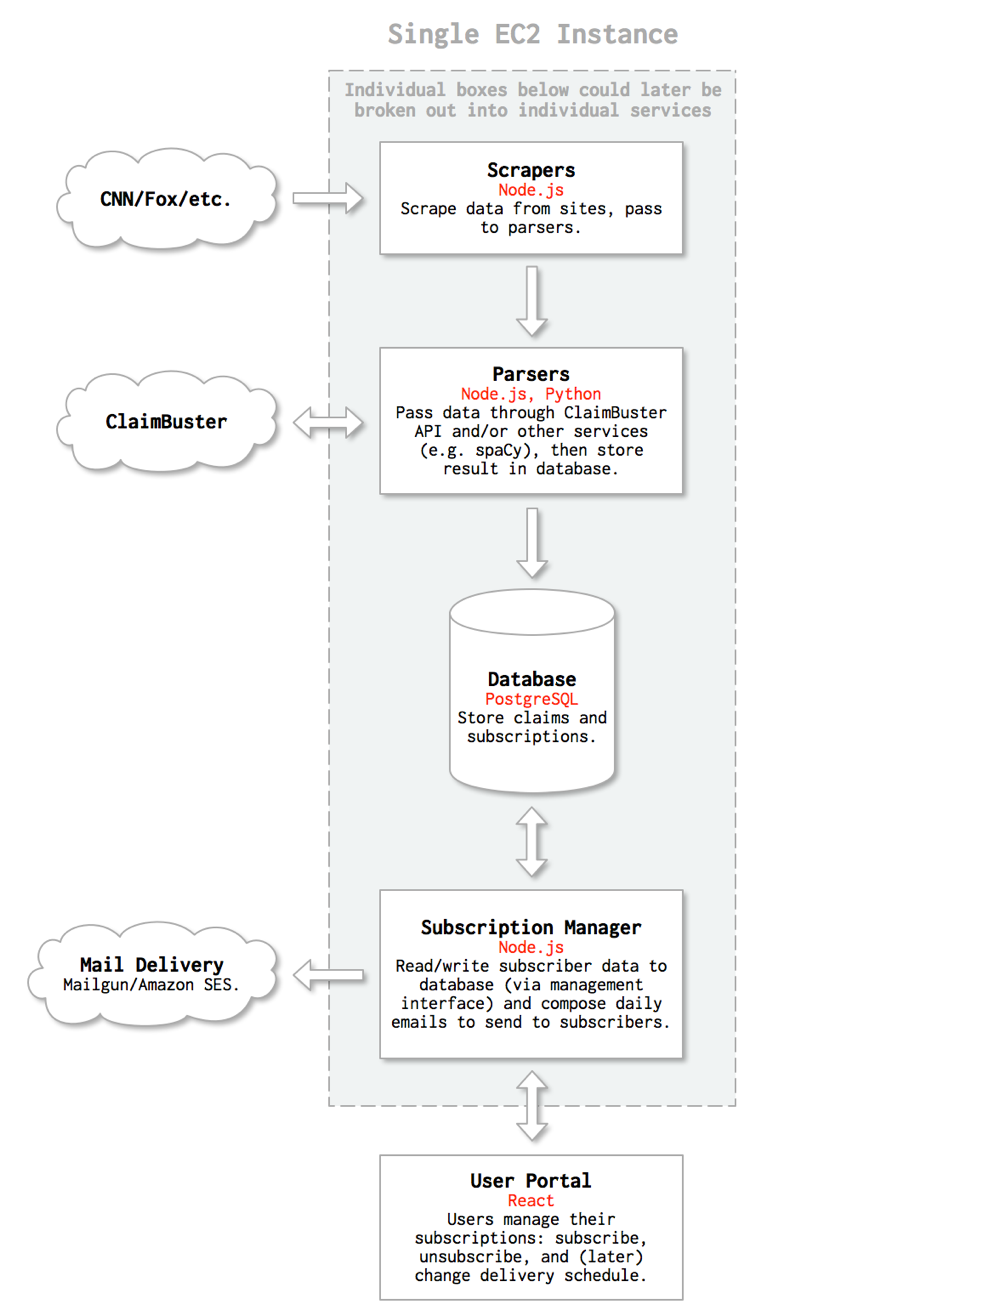 Single EC2 Instance
Individual boxes below could later be
broken out into individual services
CNN/Fox/etc.
Scrapers
Node.js
Scrape data from sites, pass
to parsers.
ClaimBuster
Parsers
Node.js, Python
Pass data through ClaimBuster
API and/or other services
(e.g. spaCy), then store
result in database.
Database
PostgreSQL
Store claims and
subscriptions.
Mail Delivery
Mailgun/Amazon SES.
Subscription Manager
Node.js
Read/write subscriber data to
database (via management
interface) and compose daily
emails to send to subscribers.
User Portal
React
Users manage their
subscriptions: subscribe,
unsubscribe, and (later)
change delivery schedule.